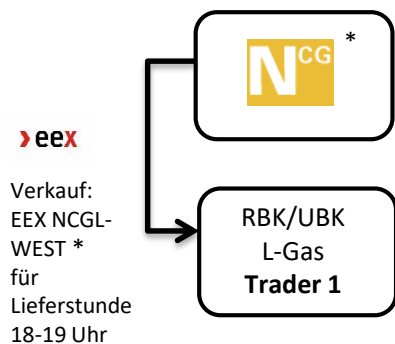 NCG *
eex
Verkauf:
EEX NCGL-
WEST *
für
Lieferstunde
18-19 Uhr
RBK/UBK
L-Gas
Trader 1